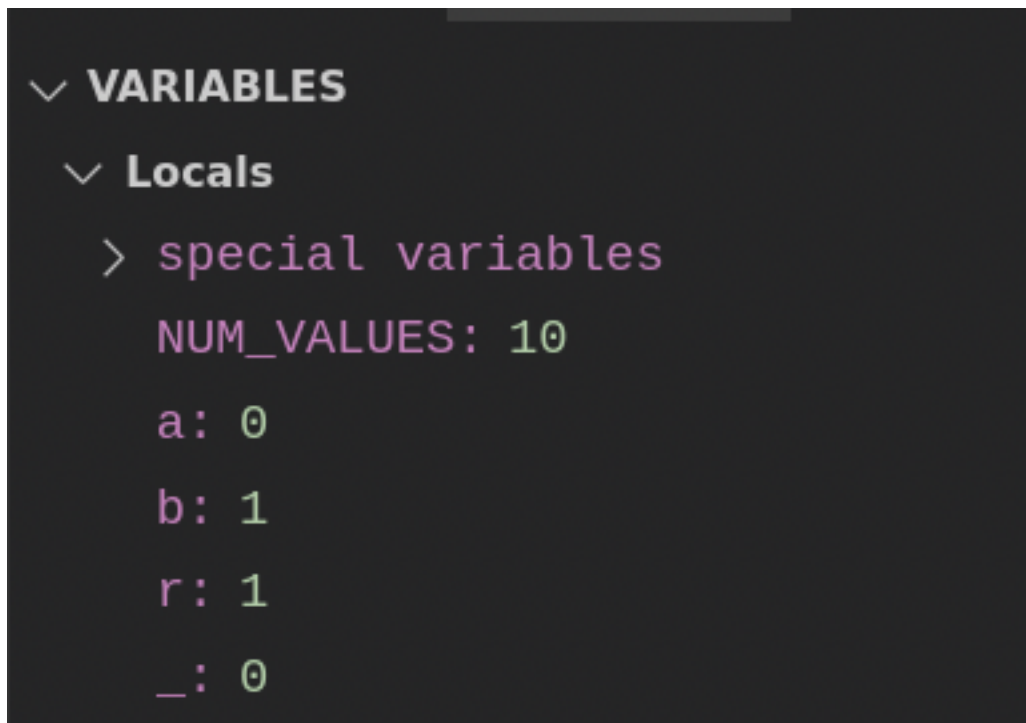 VARIABLES
Locals
special variables
NUM_VALUES: 10
a: 0
b: 1
r: 1
_: 0